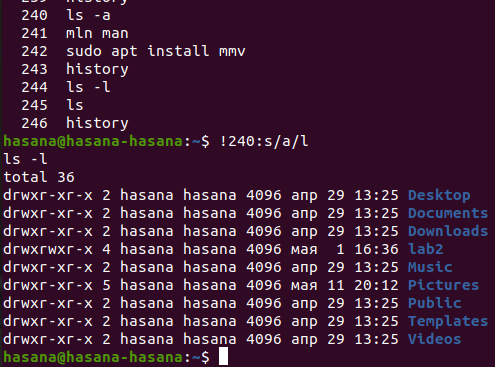 240  ls -a
241  mln man
242  sudo apt install mmv
243  history
244  ls -l
245  ls
246  history
hasana@hasana-hasana:~$ !240:s/a/l
ls -l
total 36
drwxr-xr-x 2 hasana hasana 4096 апр 29 13:25 Desktop
drwxr-xr-x 2 hasana hasana 4096 апр 29 13:25 Documents
drwxr-xr-x 2 hasana hasana 4096 апр 29 13:25 Downloads
drwxrwxr-x 4 hasana hasana 4096 мая  1 16:36 lab2
drwxr-xr-x 2 hasana hasana 4096 апр 29 13:25 Music
drwxr-xr-x 5 hasana hasana 4096 мая 11 20:12 Pictures
drwxr-xr-x 2 hasana hasana 4096 апр 29 13:25 Public
drwxr-xr-x 2 hasana hasana 4096 апр 29 13:25 Templates
drwxr-xr-x 2 hasana hasana 4096 апр 29 13:25 Videos
hasana@hasana-hasana:~$